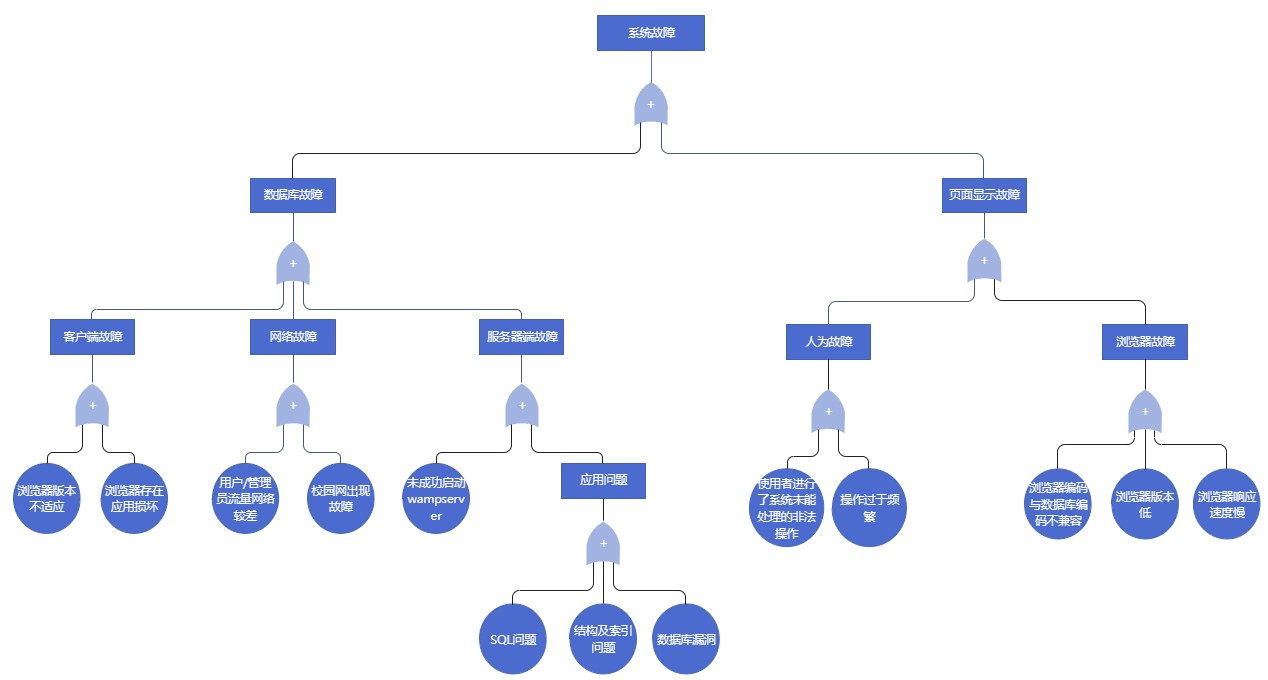 系统故障
+
数据库故障
页面显示故障
+
+
客户端故障
网络故障
服务器端故障
人为故障
浏览器故障
+
+
+
+
+
浏览器版本
不适应
浏览器存在
应用损坏
用户/管理
员流量网络
较差
校园网出现
故障
未成功启动
wampserv
er
应用问题
使用者进行
了系统未能
处理的非法
操作
操作过于频
繁
浏览器编码
与数据库编
码不兼容
浏览器版本
低
浏览器响应
速度慢
+
SQL问题
结构及索引
问题
数据库漏洞